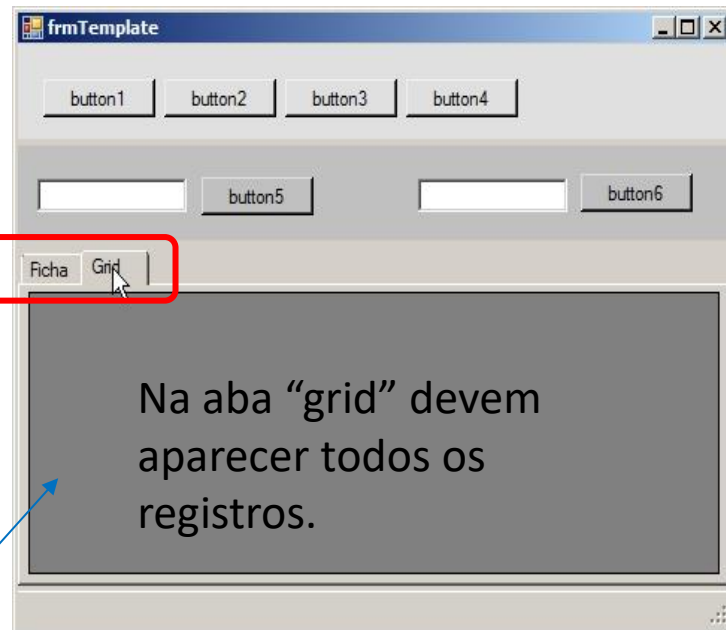 frmTemplate
button1 button2 button3 button4
button5 button6
Ficha Grid
Na aba “grid” devem
aparecer todos os
registros.